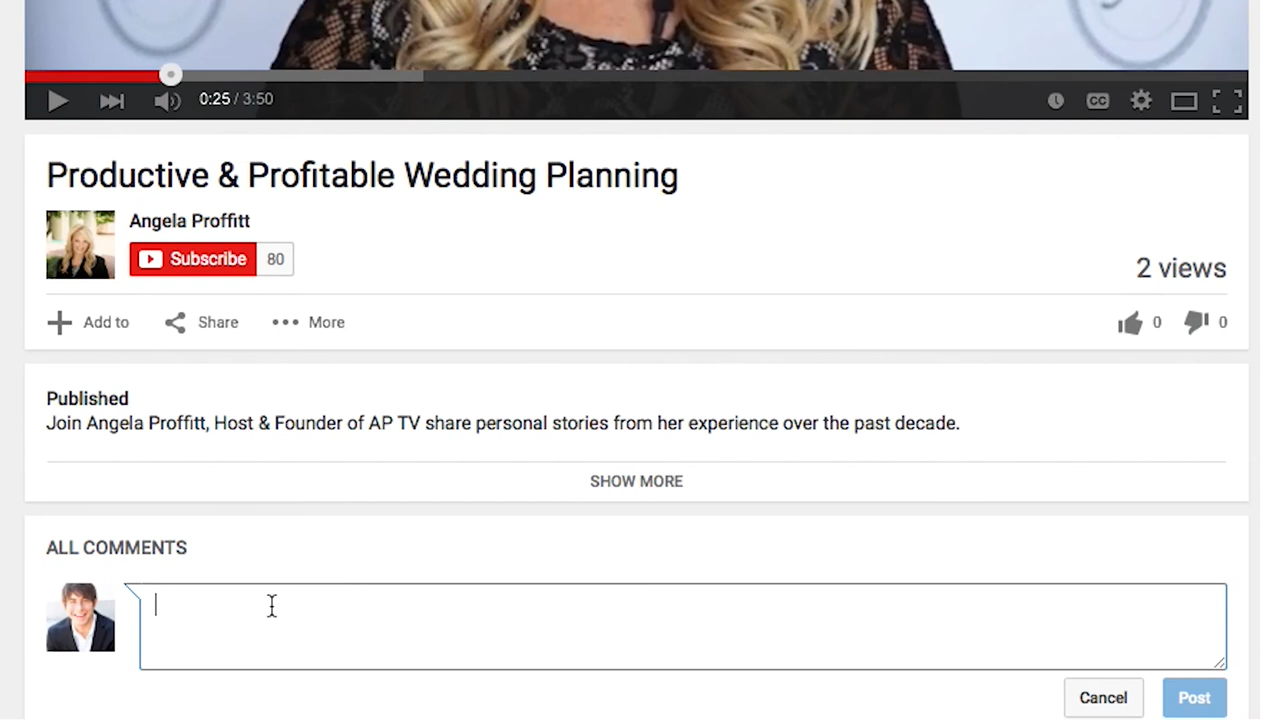 0:25 / 3:50
CC
Productive & Profitable Wedding Planning
Angela Proffitt
Subscribe 80
2 views
Add to Share More 0 0
Published
Join Angela Proffitt, Host & Founder of AP TV share personal stories from her experience over the past decade.
SHOW MORE
ALL COMMENTS
Cancel Post